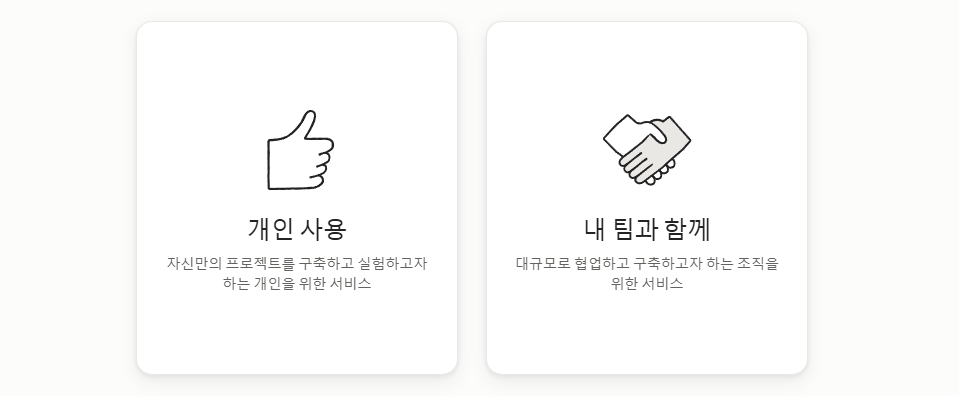 개인 사용
자신만의 프로젝트를 구축하고 실험하고자
하는 개인을 위한 서비스
내 팀과 함께
대규모로 협업하고 구축하고자 하는 조직을
위한 서비스